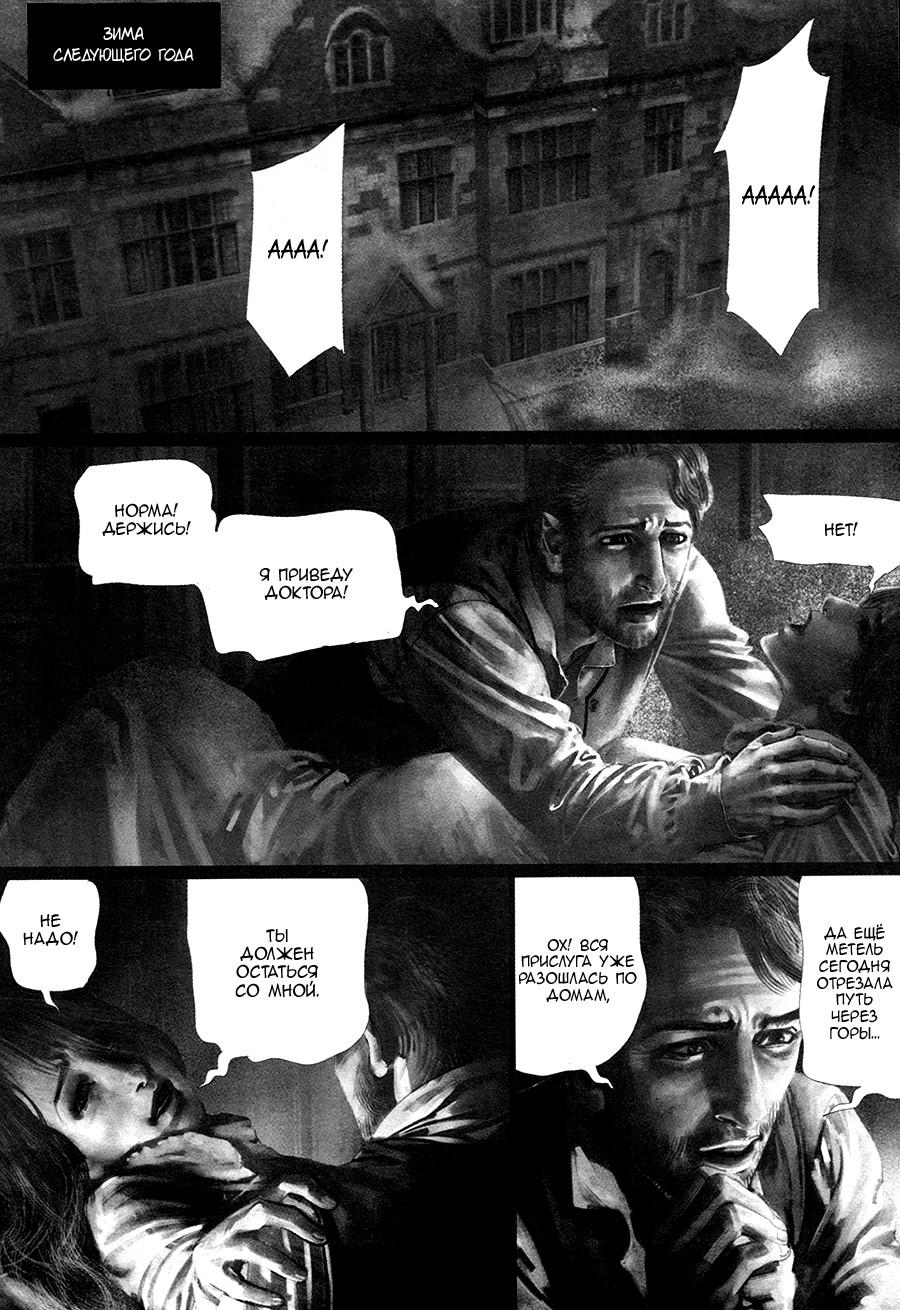 ЗИМА
СЛЕДУЮЩЕГО ГОДА
АААА!
ААААА!
НОРМА!
ДЕРЖИСЬ!
Я ПРИВЕДУ
ДОКТОРА!
НЕТ!
НЕ
НАДО!
ТЫ
ДОЛЖЕН
ОСТАТЬСЯ
СО МНОЙ.
ОХ! ВСЯ
ПРИСЛУГА УЖЕ
РАЗОШЛАСЬ ПО
ДОМАМ,
ДА ЕЩЁ
МЕТЕЛЬ
СЕГОДНЯ
ОТРЕЗАЛА
ПУТЬ
ЧЕРЕЗ
ГОРЫ...